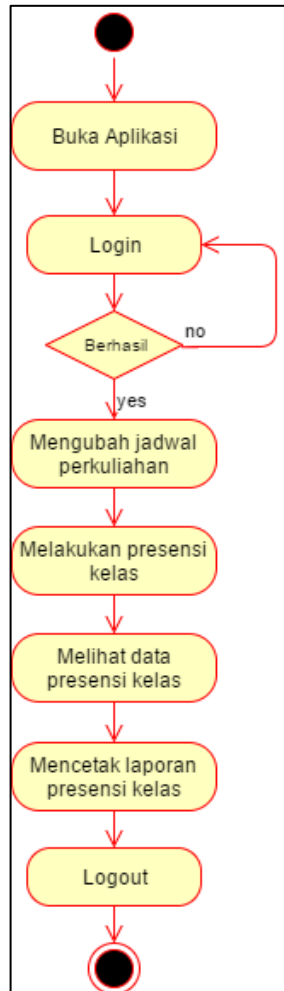 Buka Aplikasi
Login
Berhasil
no
yes
Mengubah jadwal
perkuliahan
Melakukan presensi
kelas
Melihat data
presensi kelas
Mencetak laporan
presensi kelas
Logout